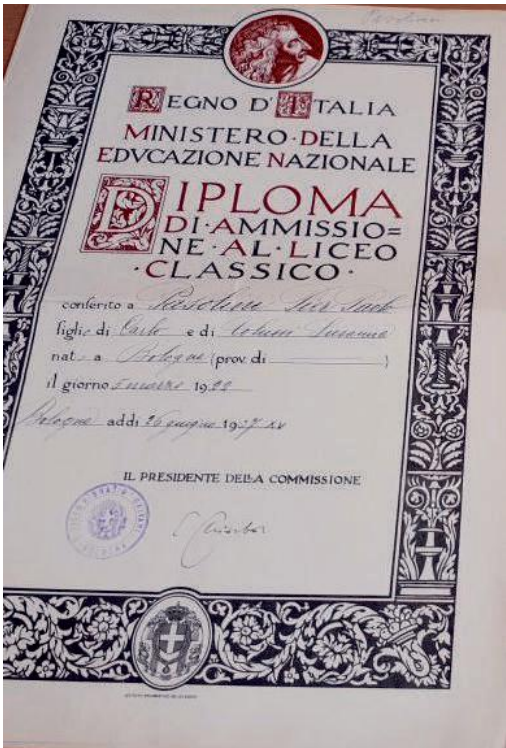 Pasolini
REGNO D'ITALIA
MINISTERO·DELLA
EDVCAZIONE NAZIONALE
DIPLOMA
DI·AMMISSIO=
NE·AL·LICEO
·CLASSICO·
conferito a Pasolini Pier Paolo
figlio di Carlo e di Colussi Susanna
nat a Bologna (prov. di )
il giorno 5 marzo 1922
Bologna addì 26 giugno 1937 XV
IL PRESIDENTE DELLA COMMISSIONE